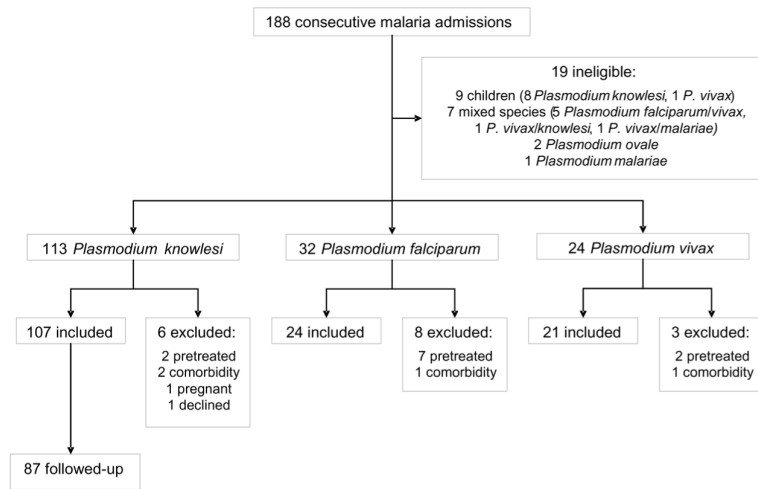 188 consecutive malaria admissions
19 ineligible:
9 children (8 Plasmodium knowlesi, 1 P. vivax)
7 mixed species (5 Plasmodium falciparum/vivax,
1 P. vivax/knowlesi, 1 P. vivax/malariae)
2 Plasmodium ovale
1 Plasmodium malariae
113 Plasmodium knowlesi
32 Plasmodium falciparum
24 Plasmodium vivax
107 included
6 excluded:
2 pretreated
2 comorbidity
1 pregnant
1 declined
24 included
8 excluded:
7 pretreated
1 comorbidity
21 included
3 excluded:
2 pretreated
1 comorbidity
87 followed-up